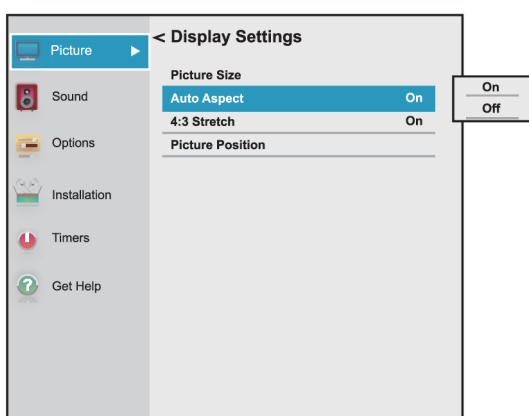 Picture
Sound
Options
Installation
Timers
Get Help
< Display Settings
Picture Size
Auto Aspect On
4:3 Stretch On
Picture Position
On
Off